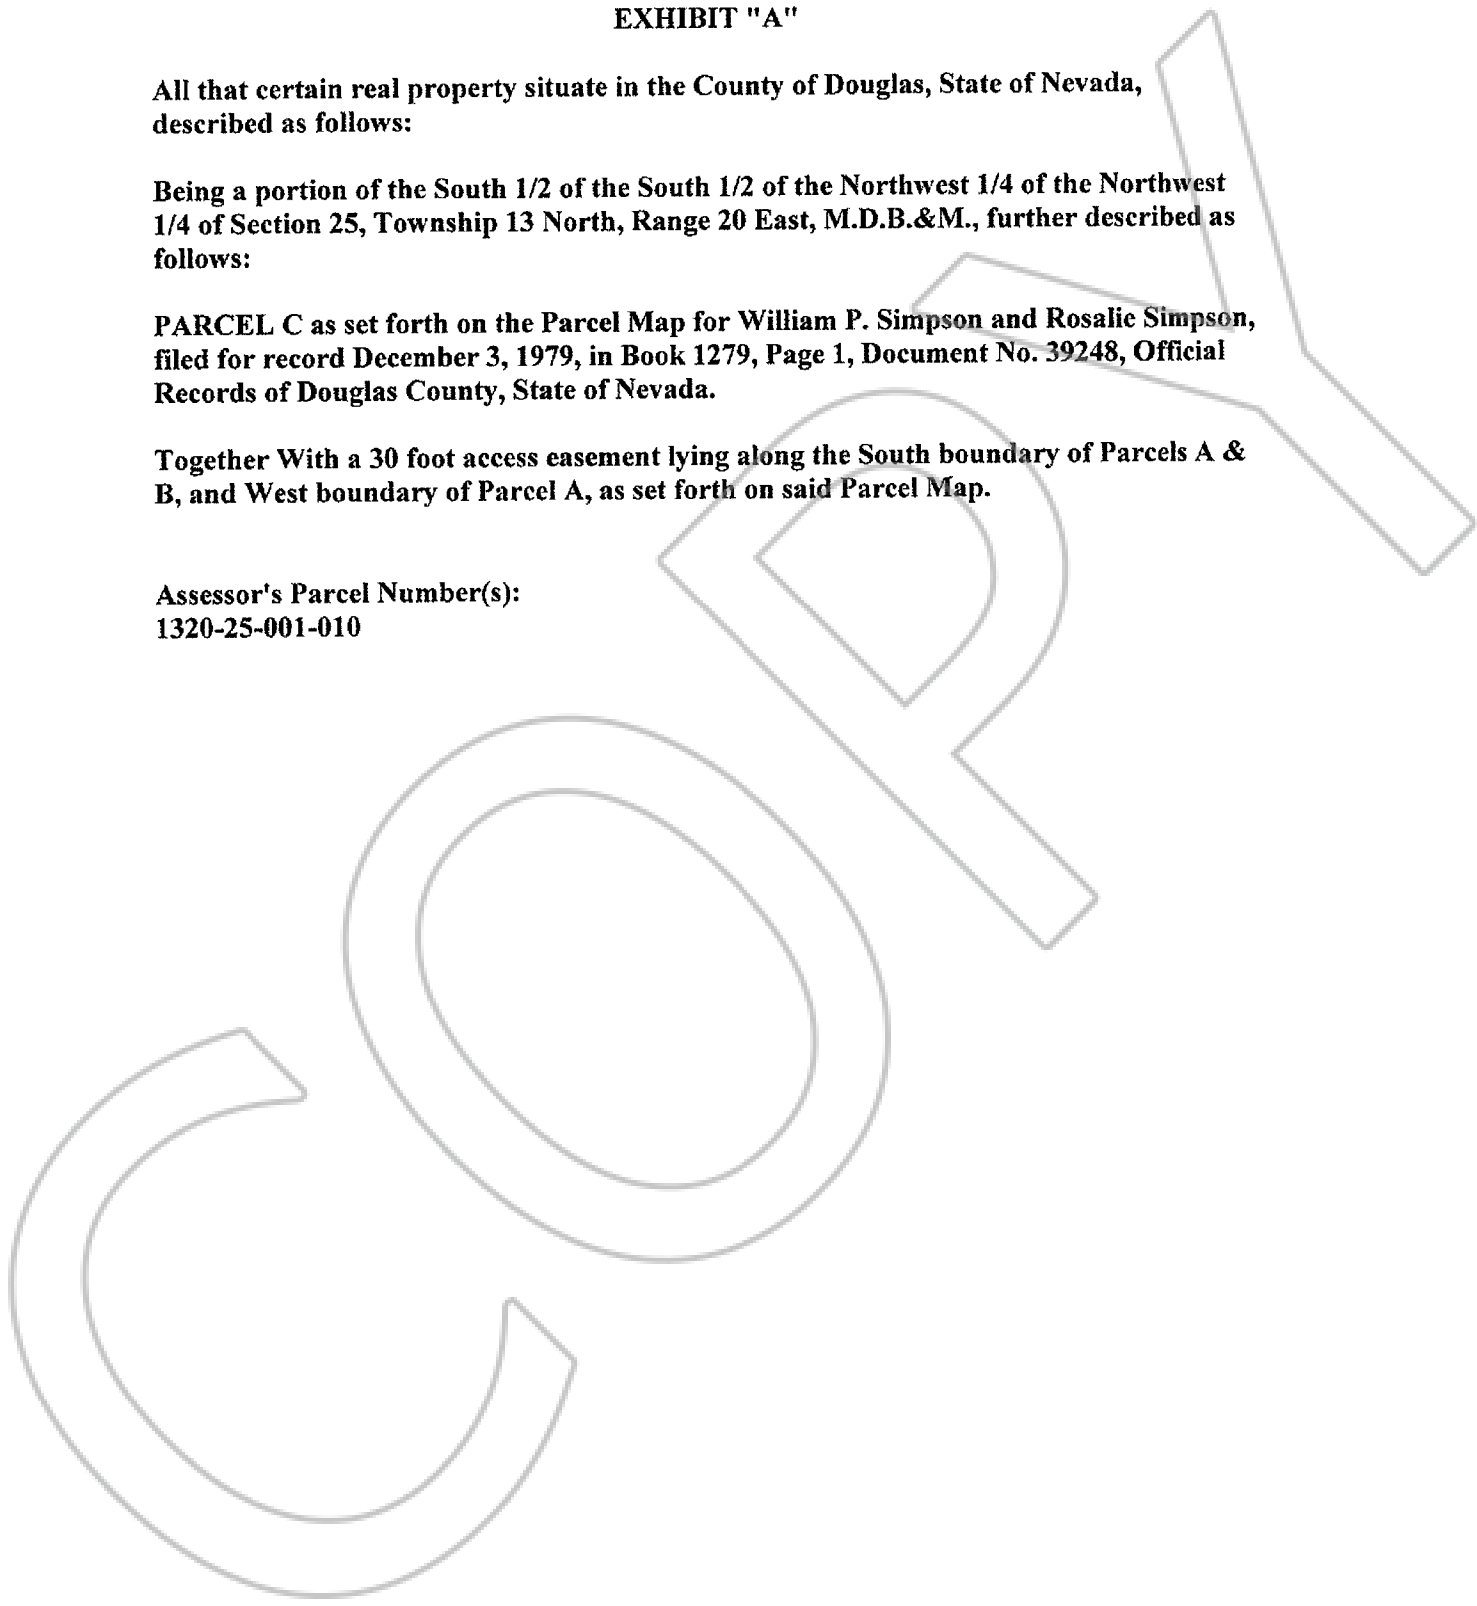 EXHIBIT "A"
All that certain real property situate in the County of Douglas, State of Nevada,
described as follows:
Being a portion of the South 1/2 of the South 1/2 of the Northwest 1/4 of the Northwest
1/4 of Section 25, Township 13 North, Range 20 East, M.D.B.&M., further described as
follows:
PARCEL C as set forth on the Parcel Map for William P. Simpson and Rosalie Simpson,
filed for record December 3, 1979, in Book 1279, Page 1, Document No. 39248, Official
Records of Douglas County, State of Nevada.
Together With a 30 foot access easement lying along the South boundary of Parcels A &
B, and West boundary of Parcel A, as set forth on said Parcel Map.
Assessor's Parcel Number(s):
1320-25-001-010
COPY